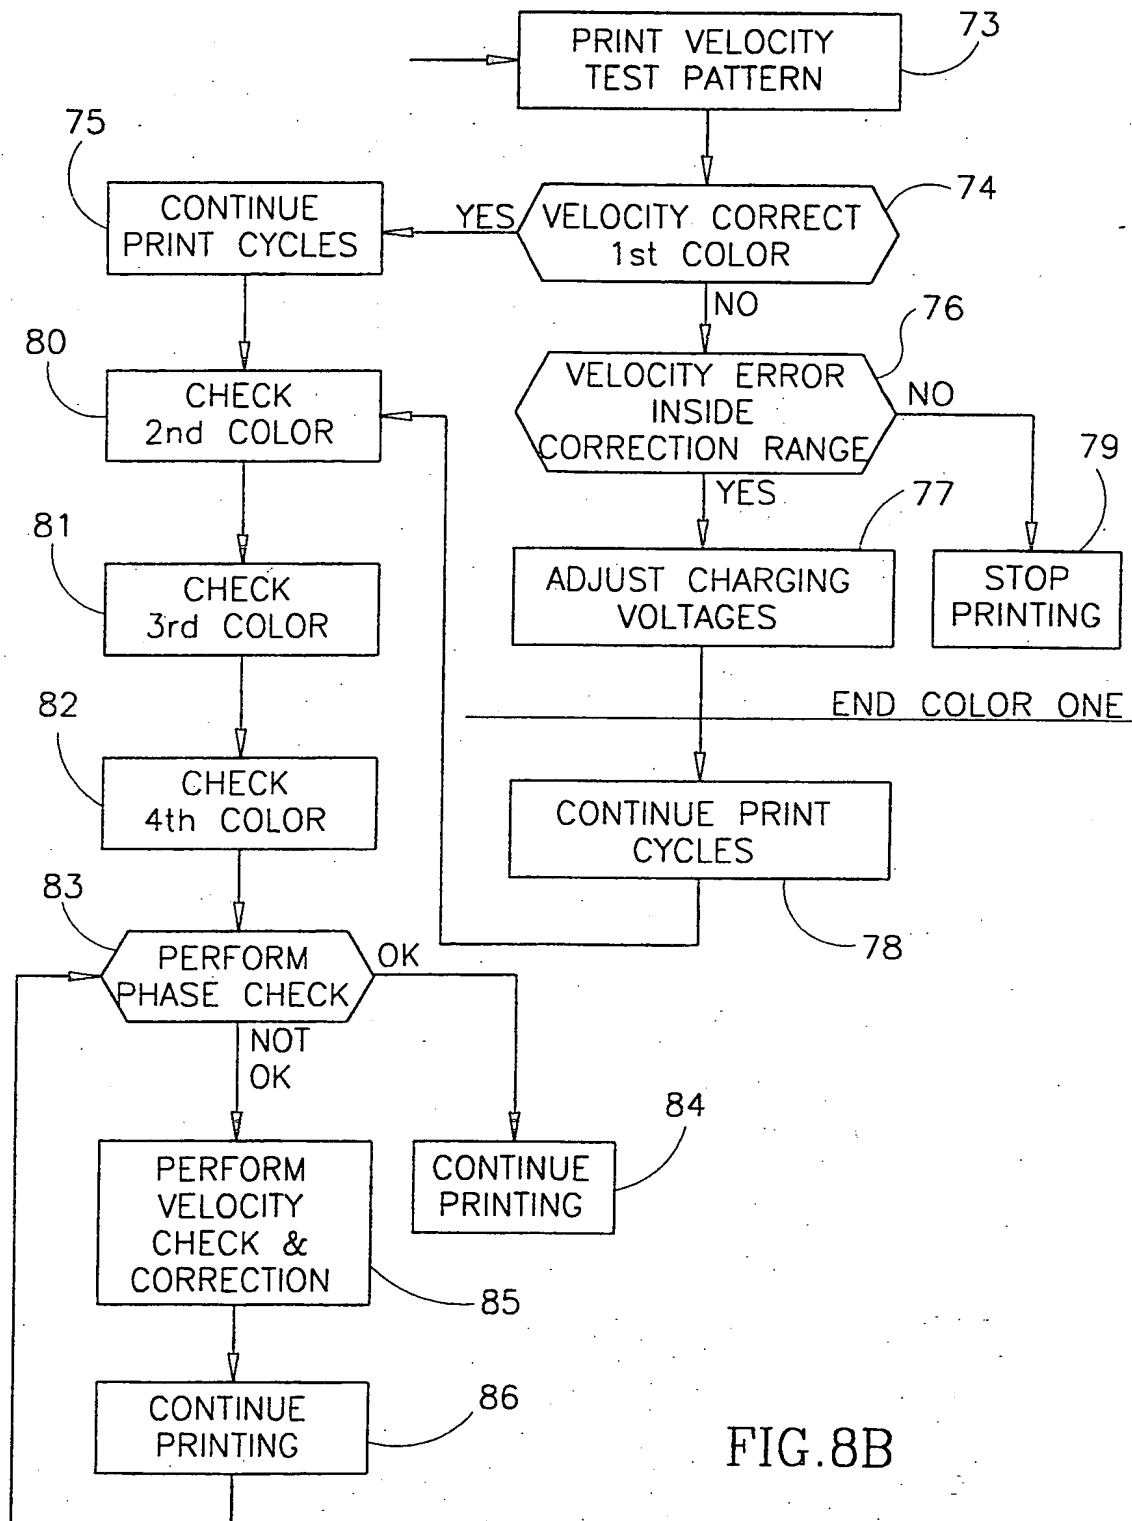 PRINT VELOCITY
TEST PATTERN
73
75
CONTINUE
PRINT CYCLES
YES
VELOCITY CORRECT
1st COLOR
74
NO
80
CHECK
2nd COLOR
VELOCITY ERROR
INSIDE
CORRECTION RANGE
76
NO
YES
81
CHECK
3rd COLOR
ADJUST CHARGING
VOLTAGES
77
79
STOP
PRINTING
END COLOR ONE
82
CHECK
4th COLOR
CONTINUE PRINT
CYCLES
78
83
PERFORM
PHASE CHECK
OK
NOT
OK
84
CONTINUE
PRINTING
PERFORM
VELOCITY
CHECK &
CORRECTION
85
CONTINUE
PRINTING
86
FIG.8B